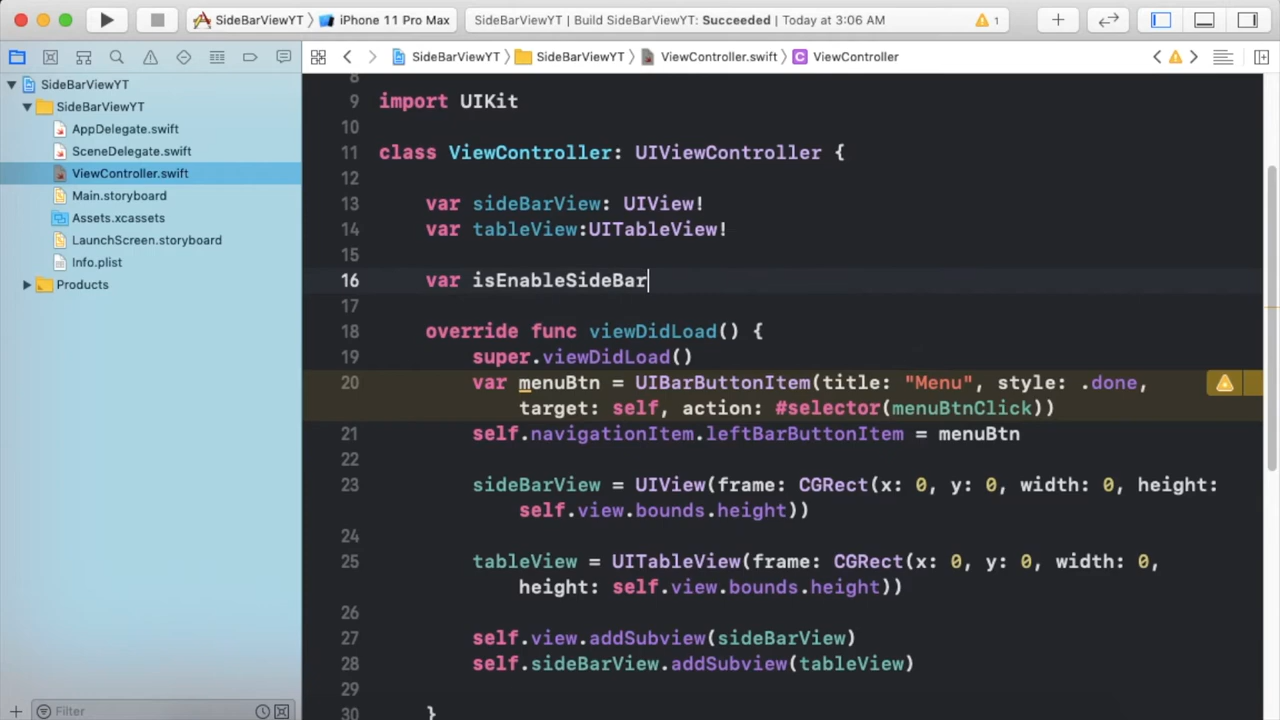 SideBarViewYT 〉 iPhone 11 Pro Max
SideBarViewYT | Build SideBarViewYT: Succeeded | Today at 3:06 AM
1
SideBarViewYT 〉 SideBarViewYT 〉 ViewController.swift 〉 C ViewController
SideBarViewYT
SideBarViewYT
AppDelegate.swift
SceneDelegate.swift
ViewController.swift
Main.storyboard
Assets.xcassets
LaunchScreen.storyboard
Info.plist
Products
Filter
8
9 import UIKit
10
11 class ViewController: UIViewController {
12
13 var sideBarView: UIView!
14 var tableView:UITableView!
15
16 var isEnableSideBar
17
18 override func viewDidLoad() {
19 super.viewDidLoad()
20 var menuBtn = UIBarButtonItem(title: "Menu", style: .done,
target: self, action: #selector(menuBtnClick))
21 self.navigationItem.leftBarButtonItem = menuBtn
22
23 sideBarView = UIView(frame: CGRect(x: 0, y: 0, width: 0, height:
self.view.bounds.height))
24
25 tableView = UITableView(frame: CGRect(x: 0, y: 0, width: 0,
height: self.view.bounds.height))
26
27 self.view.addSubview(sideBarView)
28 self.sideBarView.addSubview(tableView)
29
30 }